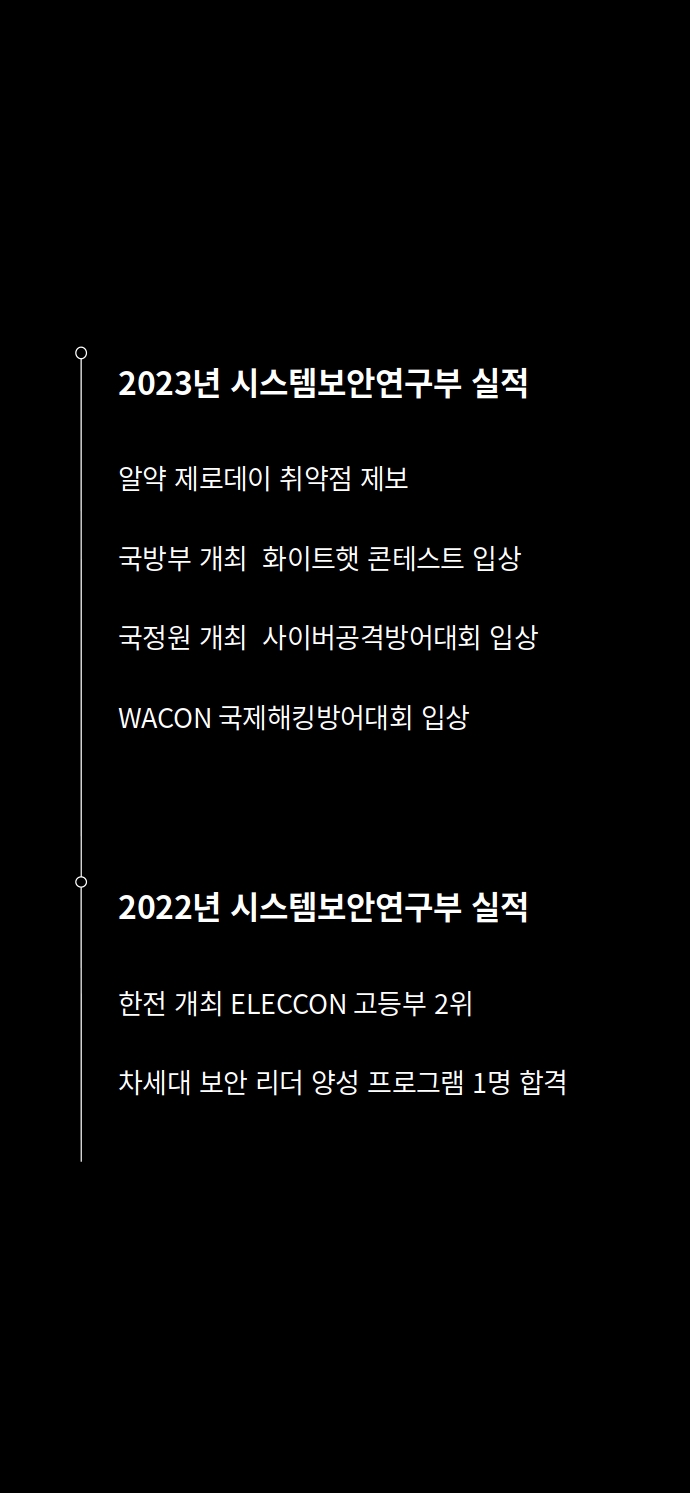 2023년 시스템보안연구부 실적
알약 제로데이 취약점 제보
국방부 개최  화이트햇 콘테스트 입상
국정원 개최  사이버공격방어대회 입상
WACON 국제해킹방어대회 입상
2022년 시스템보안연구부 실적
한전 개최 ELECCON 고등부 2위
차세대 보안 리더 양성 프로그램 1명 합격